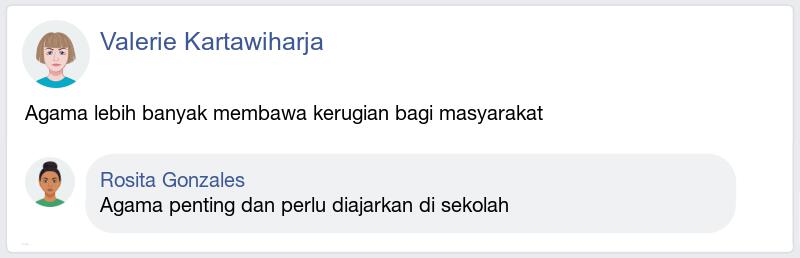 Valerie Kartawiharja
Agama lebih banyak membawa kerugian bagi masyarakat
Rosita Gonzales
Agama penting dan perlu diajarkan di sekolah